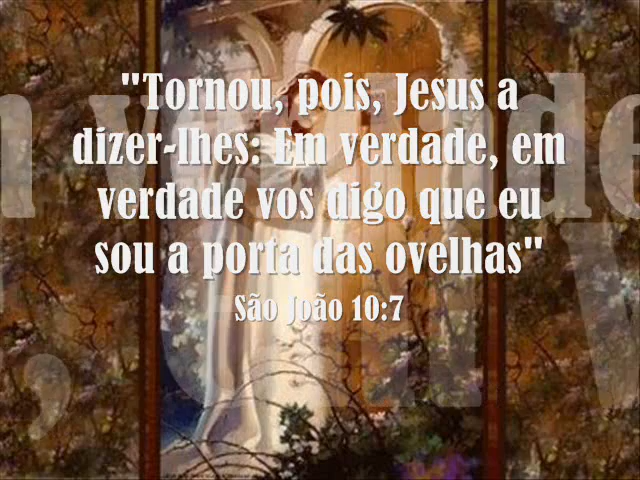 "Tornou, pois, Jesus a
dizer-lhes: Em verdade, em
verdade vos digo que eu
sou a porta das ovelhas"
São João 10:7